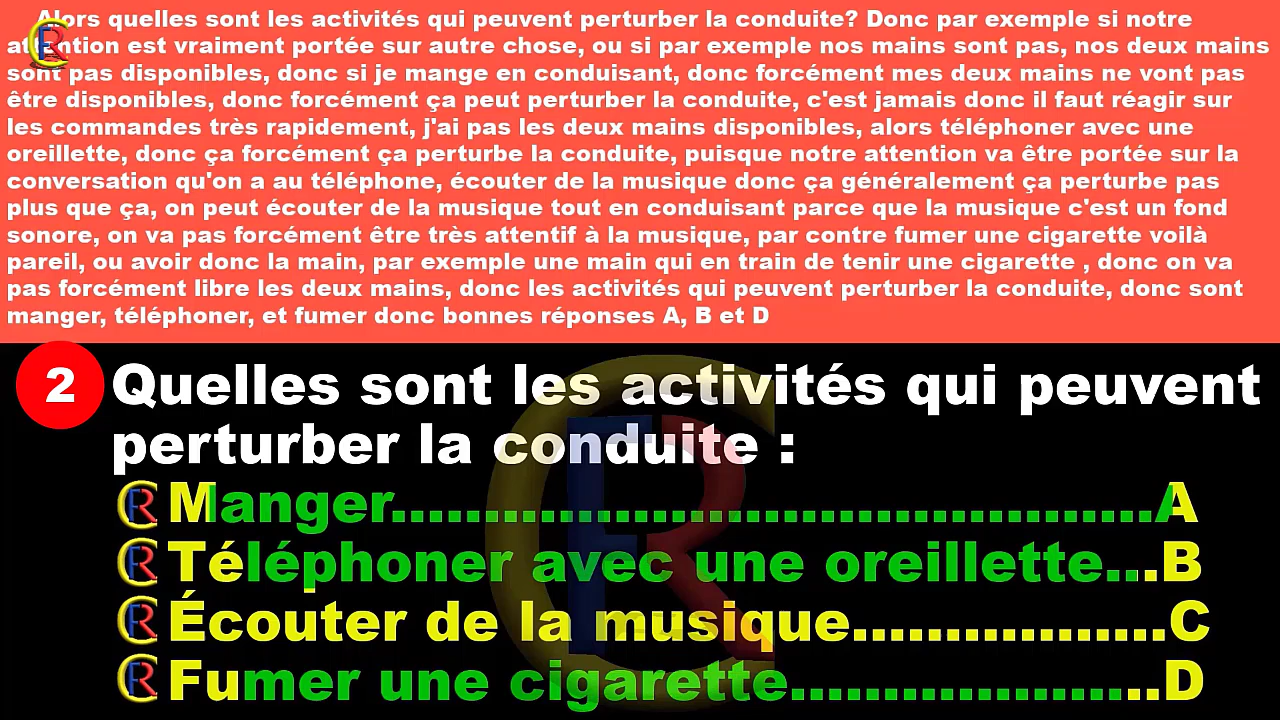 Alors quelles sont les activités qui peuvent perturber la conduite? Donc par exemple si notre
attention est vraiment portée sur autre chose, ou si par exemple nos mains sont pas, nos deux mains
sont pas disponibles, donc si je mange en conduisant, donc forcément mes deux mains ne vont pas
être disponibles, donc forcément ça peut perturber la conduite, c'est jamais donc il faut réagir sur
les commandes très rapidement, j'ai pas les deux mains disponibles, alors téléphoner avec une
oreillette, donc ça forcément ça perturbe la conduite, puisque notre attention va être portée sur la
conversation qu'on a au téléphone, écouter de la musique donc ça généralement ça perturbe pas
plus que ça, on peut écouter de la musique tout en conduisant parce que la musique c'est un fond
sonore, on va pas forcément être très attentif à la musique, par contre fumer une cigarette voilà
pareil, ou avoir donc la main, par exemple une main qui en train de tenir une cigarette , donc on va
pas forcément libre les deux mains, donc les activités qui peuvent perturber la conduite, donc sont
manger, téléphoner, et fumer donc bonnes réponses A, B et D
2 Quelles sont les activités qui peuvent
perturber la conduite :
Manger..........................................A
Téléphoner avec une oreillette...B
Écouter de la musique.................C
Fumer une cigarette....................D